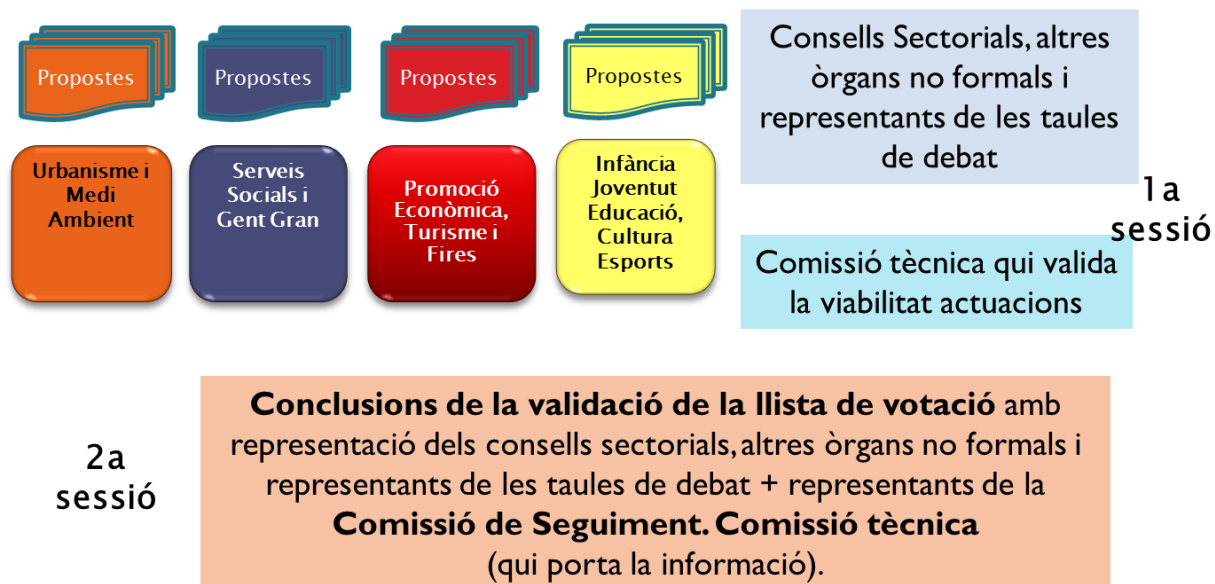 Propostes
Propostes
Propostes
Propostes
Urbanisme i
Medi
Ambient
Serveis
Socials i
Gent Gran
Promoció
Econòmica,
Turisme i
Fires
Infància
Joventut
Educació,
Cultura
Esports
Consells Sectorials, altres
òrgans no formals i
representants de les taules
de debat
1a
sessió
Comissió tècnica qui valida
la viabilitat actuacions
2a
sessió
Conclusions de la validació de la llista de votació amb
representació dels consells sectorials, altres òrgans no formals i
representants de les taules de debat + representants de la
Comissió de Seguiment. Comissió tècnica
(qui porta la informació).